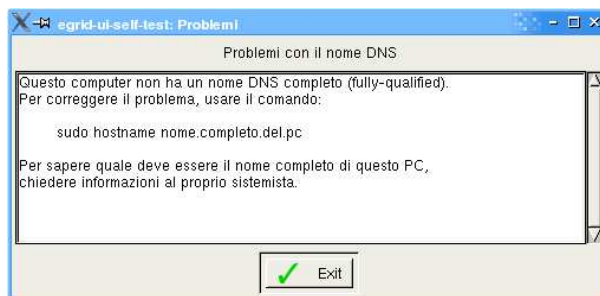 egrid-ui-self-test: Problemi
Problemi con il nome DNS
Questo computer non ha un nome DNS completo (fully-qualified).
Per correggere il problema, usare il comando:
sudo hostname nome.completo.del.pc
Per sapere quale deve essere il nome completo di questo PC,
chiedere informazioni al proprio sistemista.
Exit